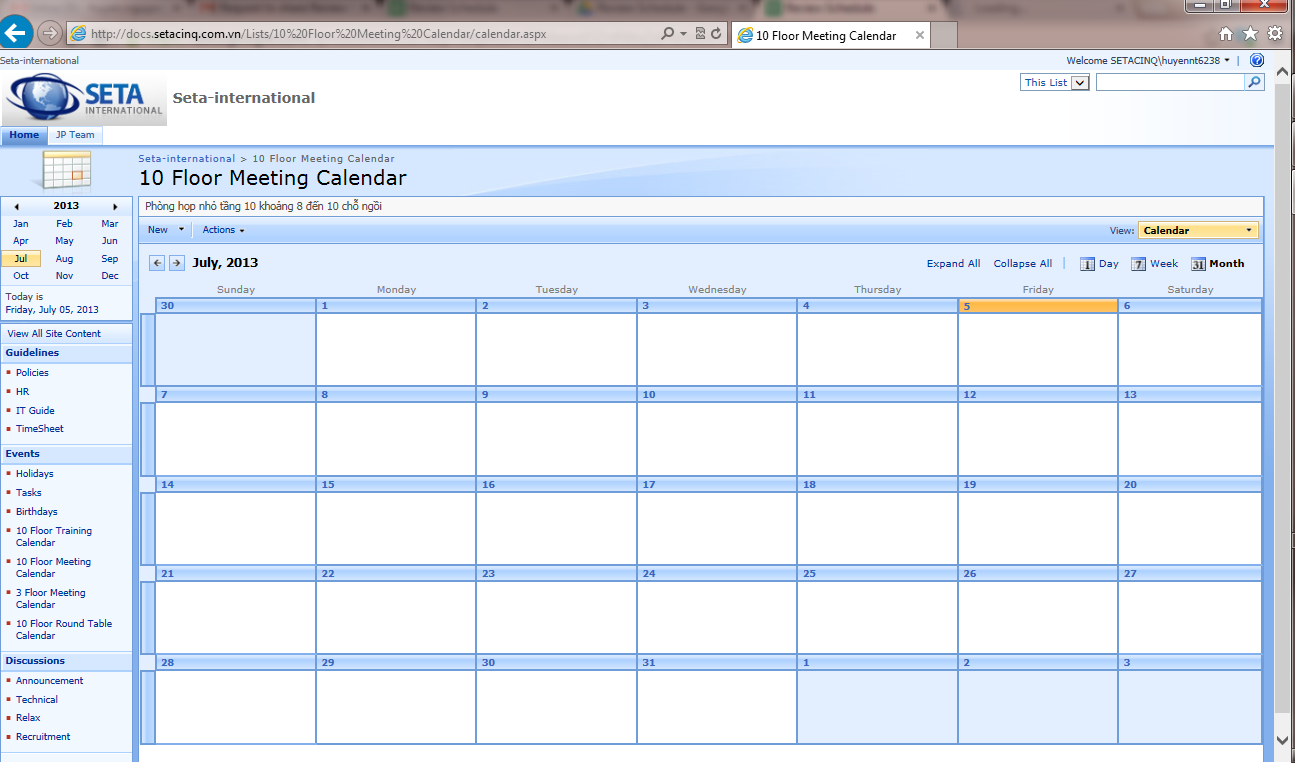 http://docs.setacinq.com.vn/Lists/10%20Floor%20Meeting%20Calendar/calendar.aspx
10 Floor Meeting Calendar
Seta-international
Welcome SETACINQ\huyennt6238
SETA
INTERNATIONAL
Seta-international
This List
Home JP Team
Seta-international > 10 Floor Meeting Calendar
10 Floor Meeting Calendar
2013
Jan Feb Mar
Apr May Jun
Jul Aug Sep
Oct Nov Dec
Today is
Friday, July 05, 2013
View All Site Content
Guidelines
Policies
HR
IT Guide
TimeSheet
Events
Holidays
Tasks
Birthdays
10 Floor Training
Calendar
10 Floor Meeting
Calendar
3 Floor Meeting
Calendar
10 Floor Round Table
Calendar
Discussions
Announcement
Technical
Relax
Recruitment
Phòng họp nhỏ tầng 10 khoảng 8 đến 10 chỗ ngồi
New Actions View: Calendar
July, 2013 Expand All Collapse All 1 Day 7 Week 31 Month
Sunday Monday Tuesday Wednesday Thursday Friday Saturday
30 1 2 3 4 5 6
7 8 9 10 11 12 13
14 15 16 17 18 19 20
21 22 23 24 25 26 27
28 29 30 31 1 2 3